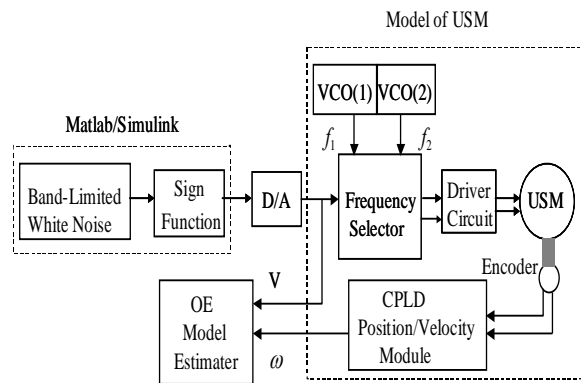 Model of USM
VCO(1)
VCO(2)
Matlab/Simulink
f₁
f₂
Band-Limited
White Noise
Sign
Function
D/A
Frequency
Selector
Driver
Circuit
USM
Encoder
V
OE
Model
Estimater
ω
CPLD
Position/Velocity
Module